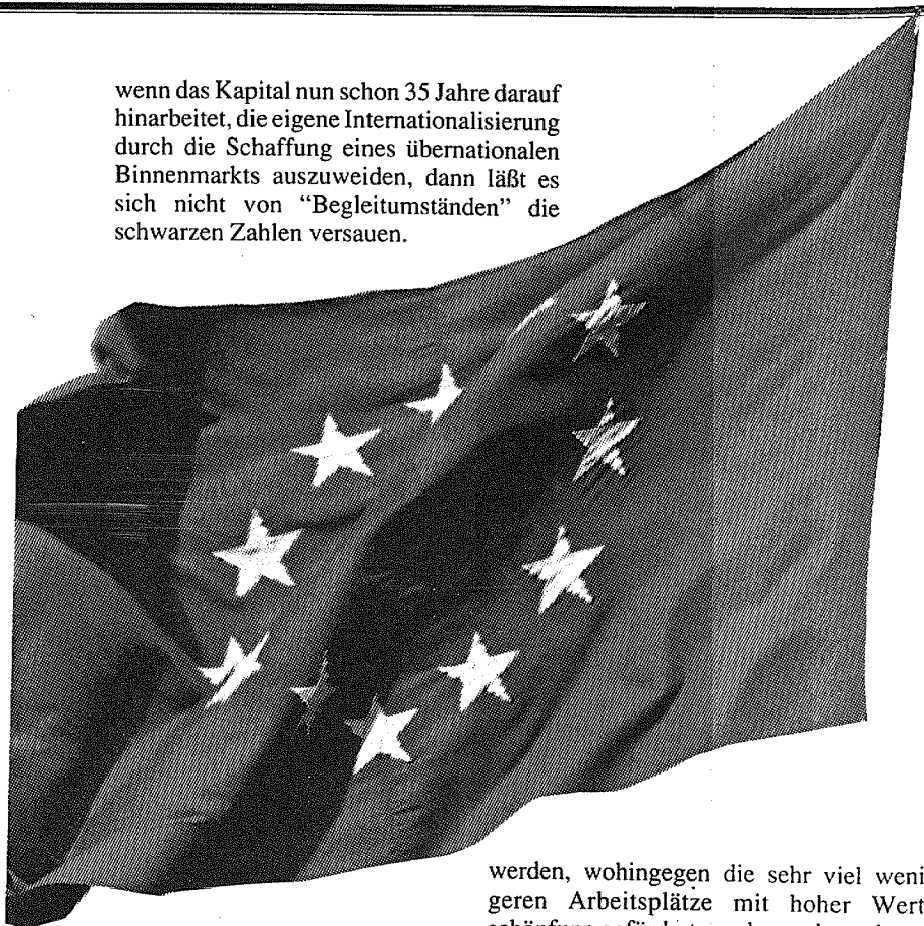 wenn das Kapital nun schon 35 Jahre darauf
hinarbeitet, die eigene Internationalisierung
durch die Schaffung eines übernationalen
Binnenmarkts auszuweiden, dann läßt es
sich nicht von “Begleitumständen” die
schwarzen Zahlen versauen.
werden, wohingegen die sehr viel weni
geren Arbeitsplätze mit hoher Wert